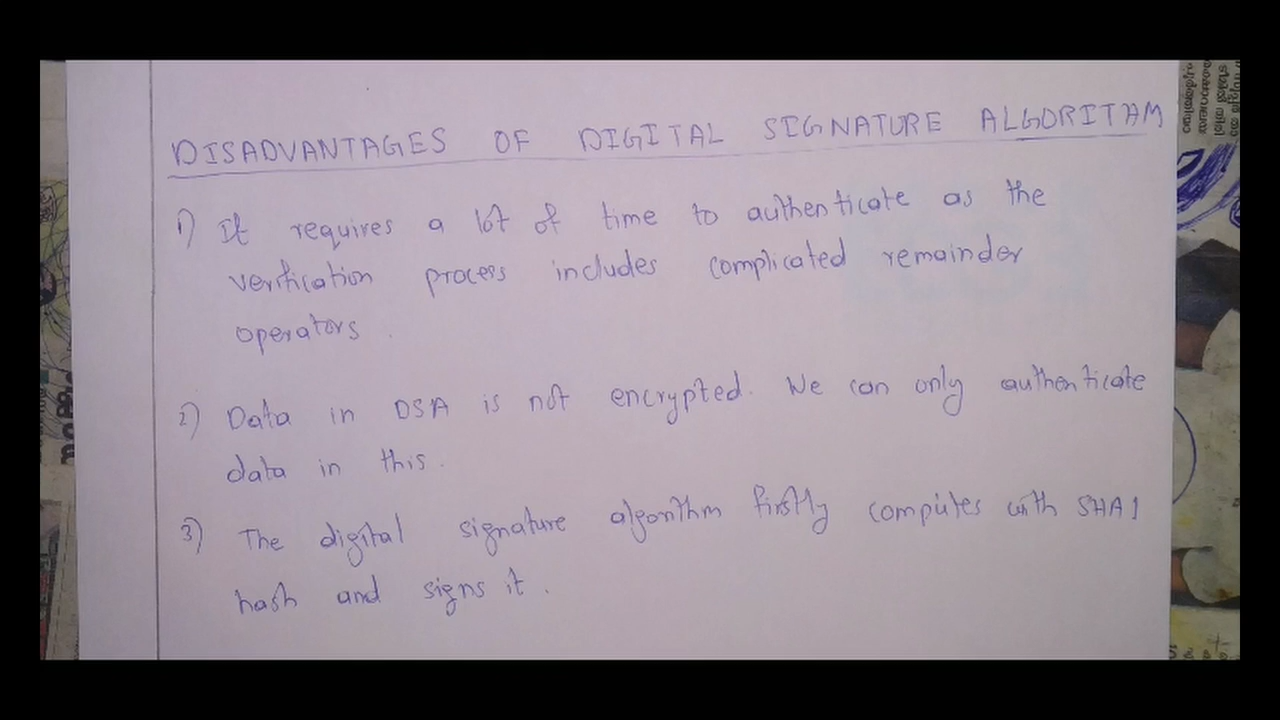 DISADVANTAGES OF DIGITAL SIGNATURE ALGORITHM
1) It requires a lot of time to authenticate as the
verification process includes complicated remainder
operators.
2) Data in DSA is not encrypted. We can only authenticate
data in this.
3) The digital signature algorithm firstly computes with SHA1
hash and signs it.